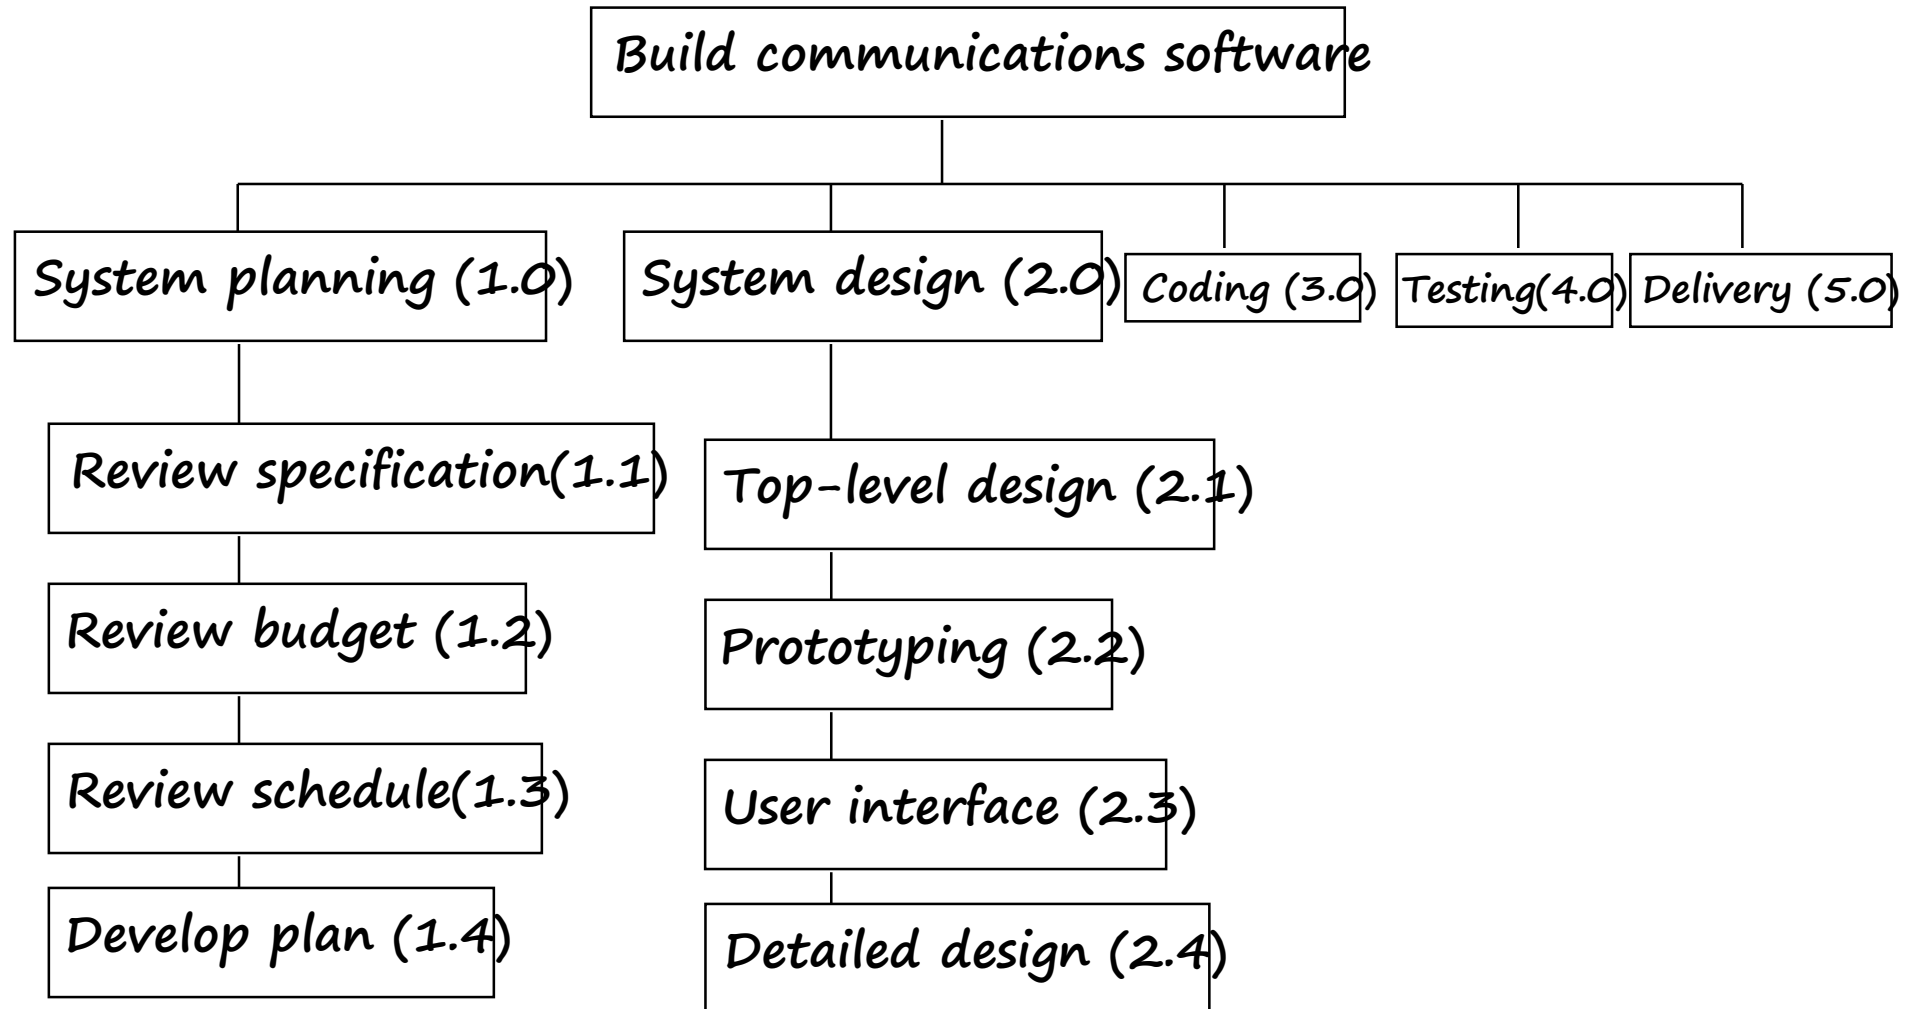 Build communications software
System planning (1.0)
System design (2.0)
Coding (3.0)
Testing(4.0)
Delivery (5.0)
Review specification(1.1)
Review budget (1.2)
Review schedule(1.3)
Develop plan (1.4)
Top-level design (2.1)
Prototyping (2.2)
User interface (2.3)
Detailed design (2.4)